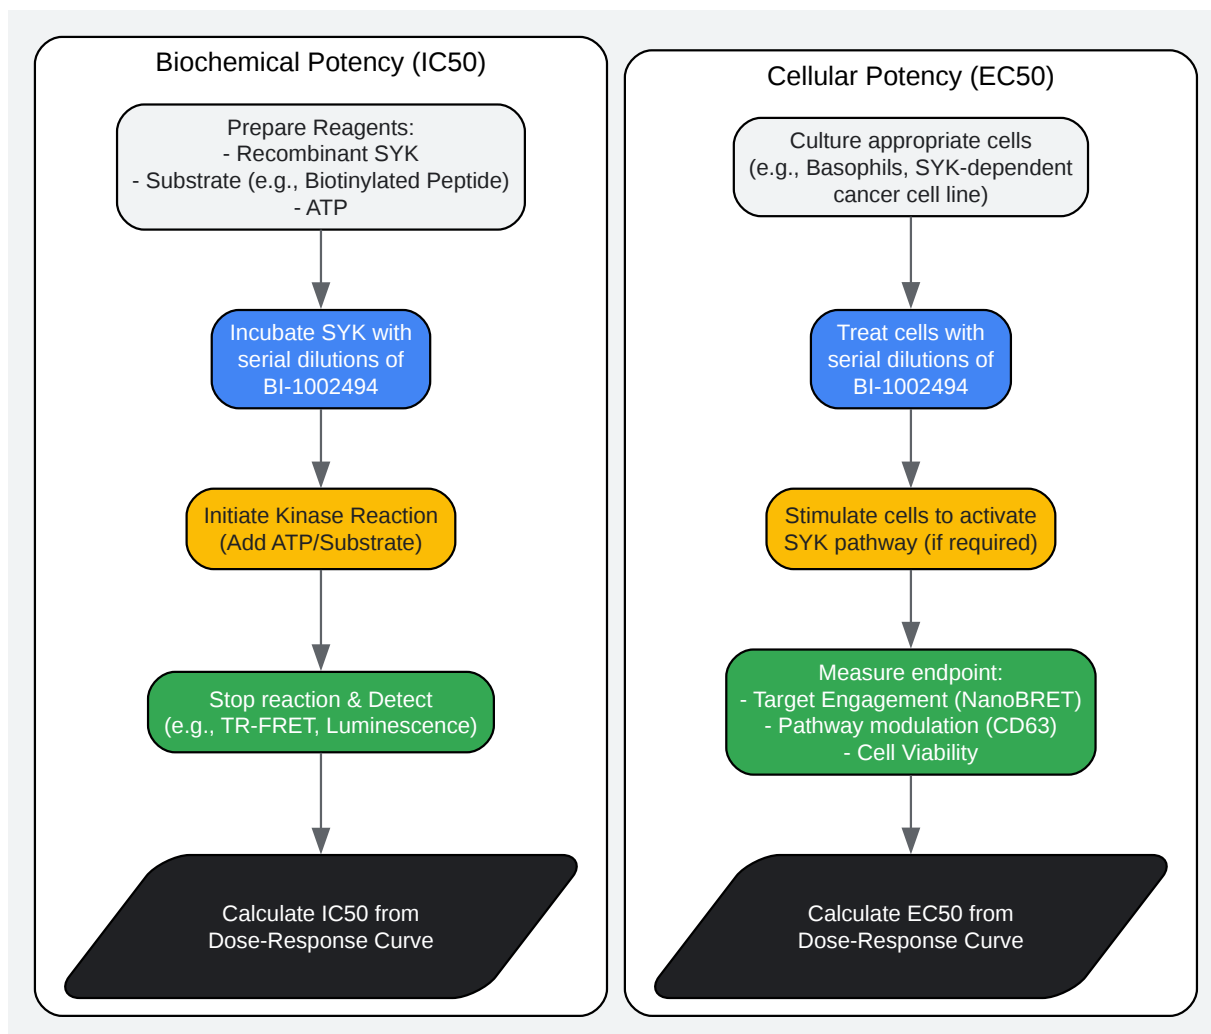 Biochemical Potency (IC50)
Prepare Reagents:
- Recombinant SYK
- Substrate (e.g., Biotinylated Peptide)
- ATP
Incubate SYK with
serial dilutions of
BI-1002494
Initiate Kinase Reaction
(Add ATP/Substrate)
Stop reaction & Detect
(e.g., TR-FRET, Luminescence)
Calculate IC50 from
Dose-Response Curve
Cellular Potency (EC50)
Culture appropriate cells
(e.g., Basophils, SYK-dependent
cancer cell line)
Treat cells with
serial dilutions of
BI-1002494
Stimulate cells to activate
SYK pathway (if required)
Measure endpoint:
- Target Engagement (NanoBRET)
- Pathway modulation (CD63)
- Cell Viability
Calculate EC50 from
Dose-Response Curve